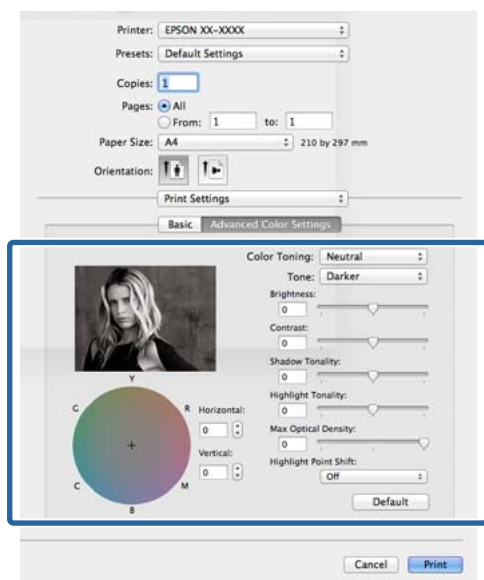 Printer: EPSON XX-XXXX
Presets: Default Settings
Copies: 1
Pages: All
From: 1 to: 1
Paper Size: A4 210 by 297 mm
Orientation:
Print Settings
Basic Advanced Color Settings
Color Toning: Neutral
Tone: Darker
Brightness:
0
Contrast:
0
Shadow Tonality:
0
Highlight Tonality:
0
Max Optical Density:
0
Highlight Point Shift:
Off
Default
Y
G R
C M
B
Horizontal:
0
Vertical:
0
Cancel Print